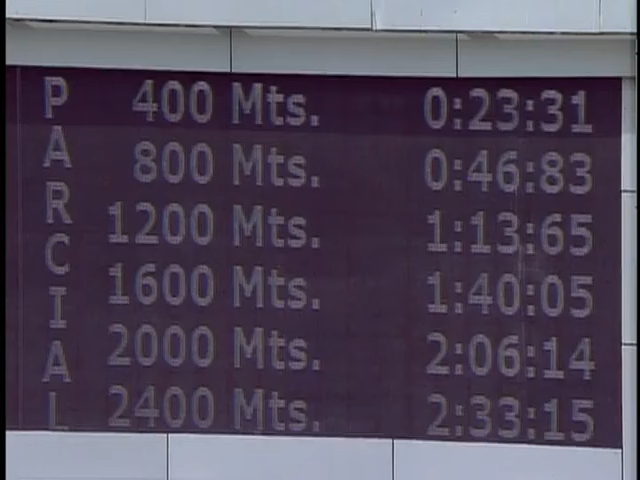 PARCIAL
400 Mts. 0:23:31
800 Mts. 0:46:83
1200 Mts. 1:13:65
1600 Mts. 1:40:05
2000 Mts. 2:06:14
2400 Mts. 2:33:15